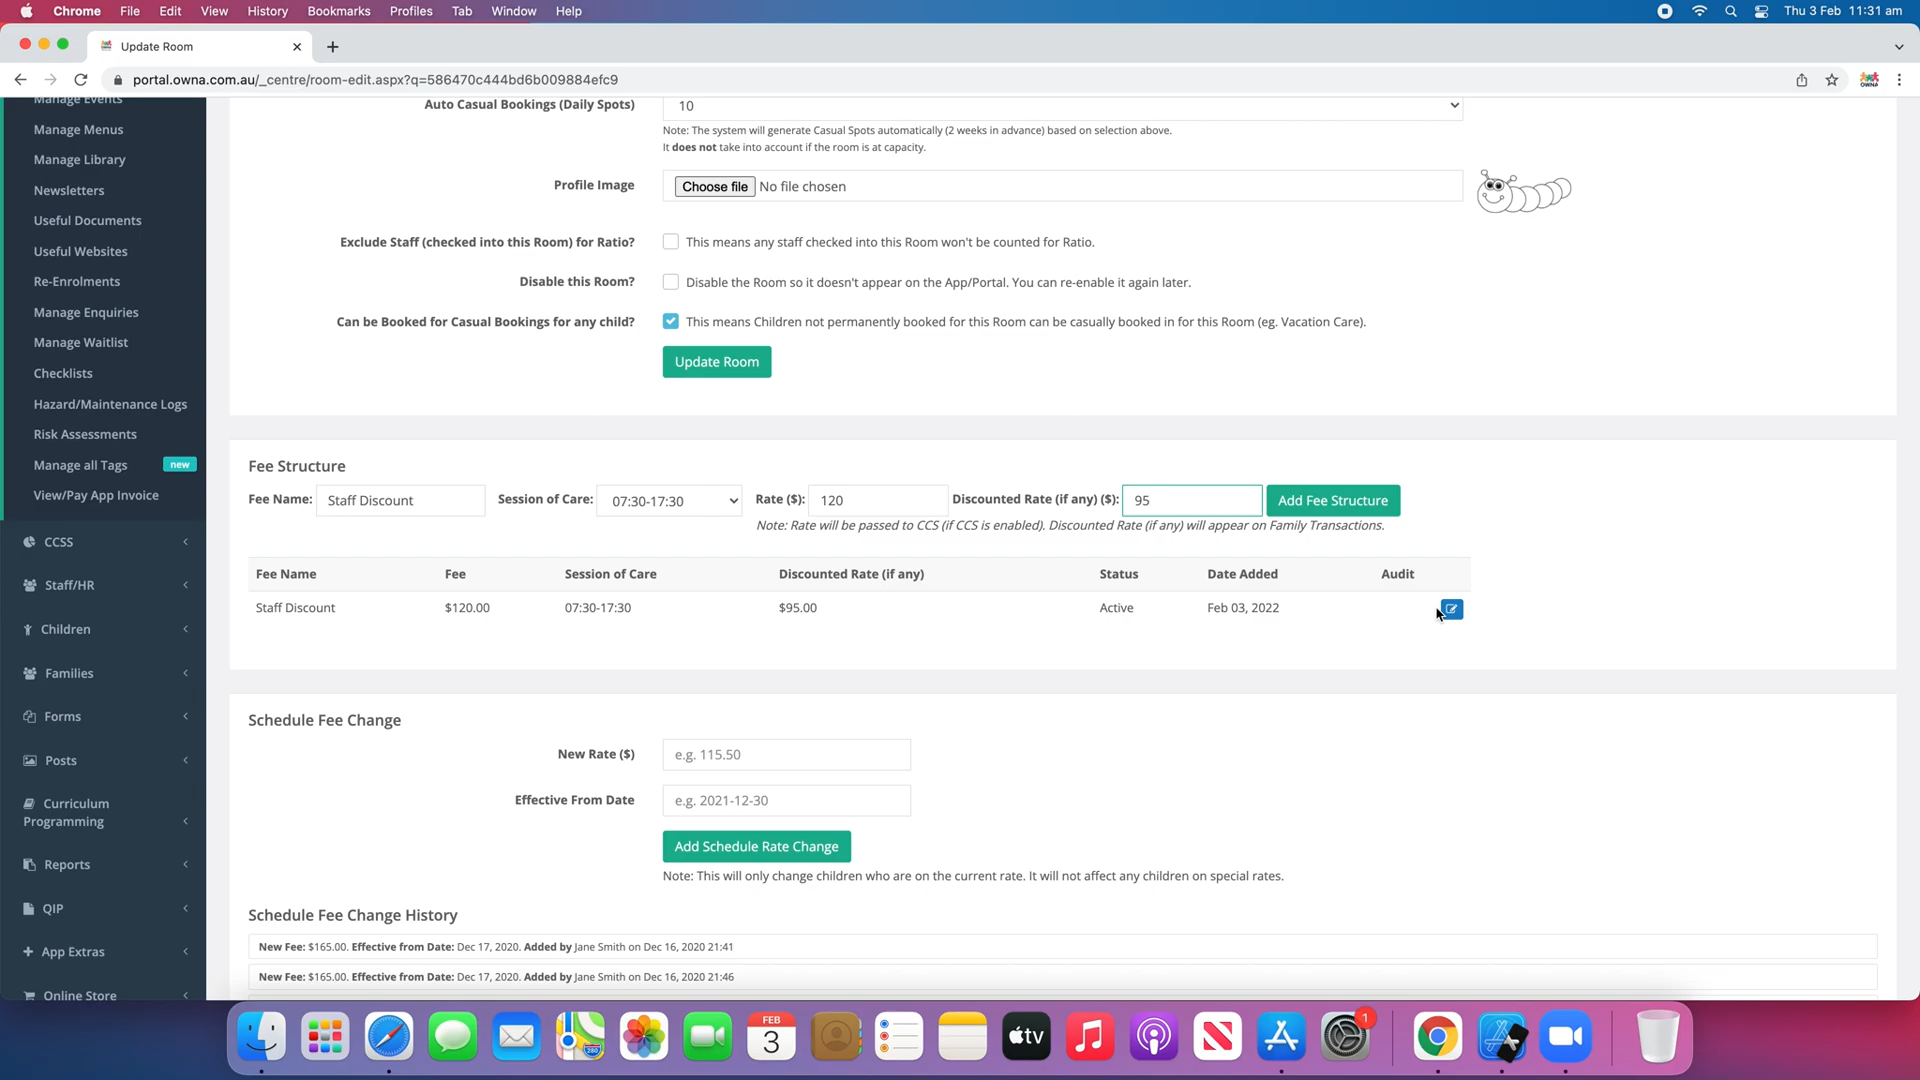 Chrome File Edit View History Bookmarks Profiles Tab Window Help Thu 3 Feb 11:31 am
Update Room
portal.owna.com.au/_centre/room-edit.aspx?q=586470c444bd6b009884efc9
Manage Events
Manage Menus
Manage Library
Newsletters
Useful Documents
Useful Websites
Re-Enrolments
Manage Enquiries
Manage Waitlist
Checklists
Hazard/Maintenance Logs
Risk Assessments
Manage all Tags new
View/Pay App Invoice
CCSS
Staff/HR
Children
Families
Forms
Posts
Curriculum
Programming
Reports
QIP
App Extras
Online Store
Auto Casual Bookings (Daily Spots) 10
Note: The system will generate Casual Spots automatically (2 weeks in advance) based on selection above.
It does not take into account if the room is at capacity.
Profile Image Choose file No file chosen
Exclude Staff (checked into this Room) for Ratio? This means any staff checked into this Room won't be counted for Ratio.
Disable this Room? Disable the Room so it doesn't appear on the App/Portal. You can re-enable it again later.
Can be Booked for Casual Bookings for any child? This means Children not permanently booked for this Room can be casually booked in for this Room (eg. Vacation Care).
Update Room
Fee Structure
Fee Name: Staff Discount Session of Care: 07:30-17:30 Rate ($): 120 Discounted Rate (if any) ($): 95 Add Fee Structure
Note: Rate will be passed to CCS (if CCS is enabled). Discounted Rate (if any) will appear on Family Transactions.
Fee Name Fee Session of Care Discounted Rate (if any) Status Date Added Audit
Staff Discount $120.00 07:30-17:30 $95.00 Active Feb 03, 2022
Schedule Fee Change
New Rate ($) e.g. 115.50
Effective From Date e.g. 2021-12-30
Add Schedule Rate Change
Note: This will only change children who are on the current rate. It will not affect any children on special rates.
Schedule Fee Change History
New Fee: $165.00. Effective from Date: Dec 17, 2020. Added by Jane Smith on Dec 16, 2020 21:41
New Fee: $165.00. Effective from Date: Dec 17, 2020. Added by Jane Smith on Dec 16, 2020 21:46
FEB
3
tv
1